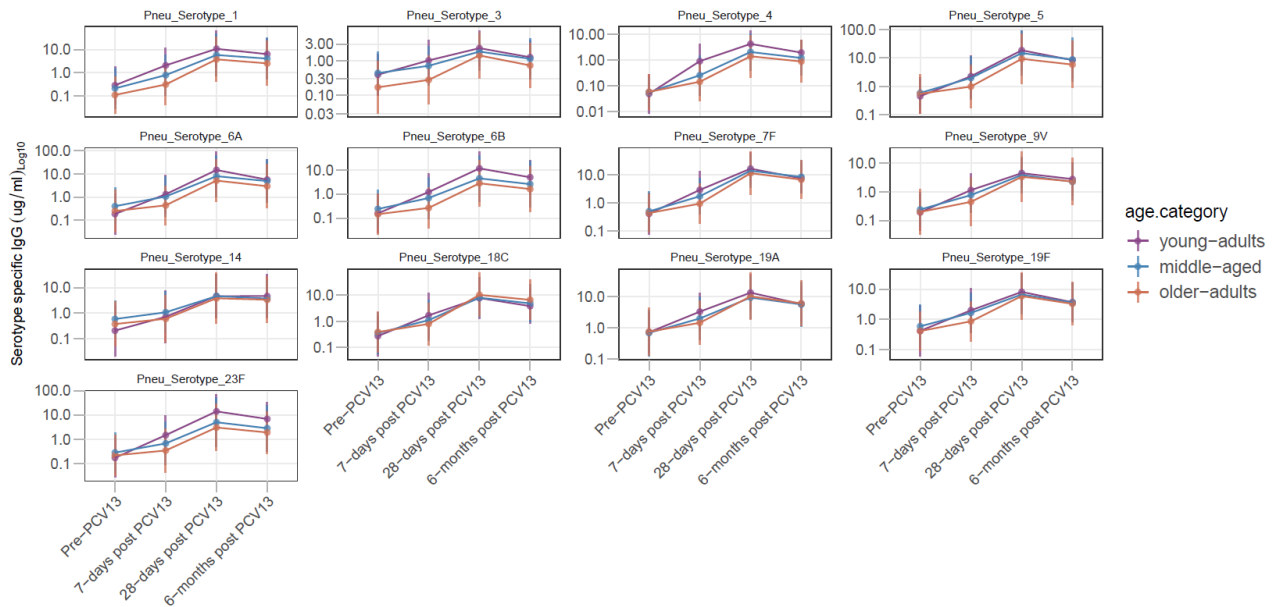 Pneu_Serotype_1
Pneu_Serotype_3
Pneu_Serotype_4
Pneu_Serotype_5
10.0
1.0
0.1
3.00
1.00
0.30
0.10
0.03
10.00
1.00
0.10
0.01
100.0
10.0
1.0
0.1
Pneu_Serotype_6A
Pneu_Serotype_6B
Pneu_Serotype_7F
Pneu_Serotype_9V
100.0
10.0
1.0
0.1
10.0
1.0
0.1
10.0
1.0
0.1
10.0
1.0
0.1
Pneu_Serotype_14
Pneu_Serotype_18C
Pneu_Serotype_19A
Pneu_Serotype_19F
10.0
1.0
0.1
10.0
1.0
0.1
10.0
1.0
0.1
10.0
1.0
0.1
Pneu_Serotype_23F
100.0
10.0
1.0
0.1
Serotype specific IgG (ug/ml)Log10
Pre−PCV13
7−days post PCV13
28−days post PCV13
6−months post PCV13
Pre−PCV13
7−days post PCV13
28−days post PCV13
6−months post PCV13
Pre−PCV13
7−days post PCV13
28−days post PCV13
6−months post PCV13
Pre−PCV13
7−days post PCV13
28−days post PCV13
6−months post PCV13
age.category
young−adults
middle−aged
older−adults